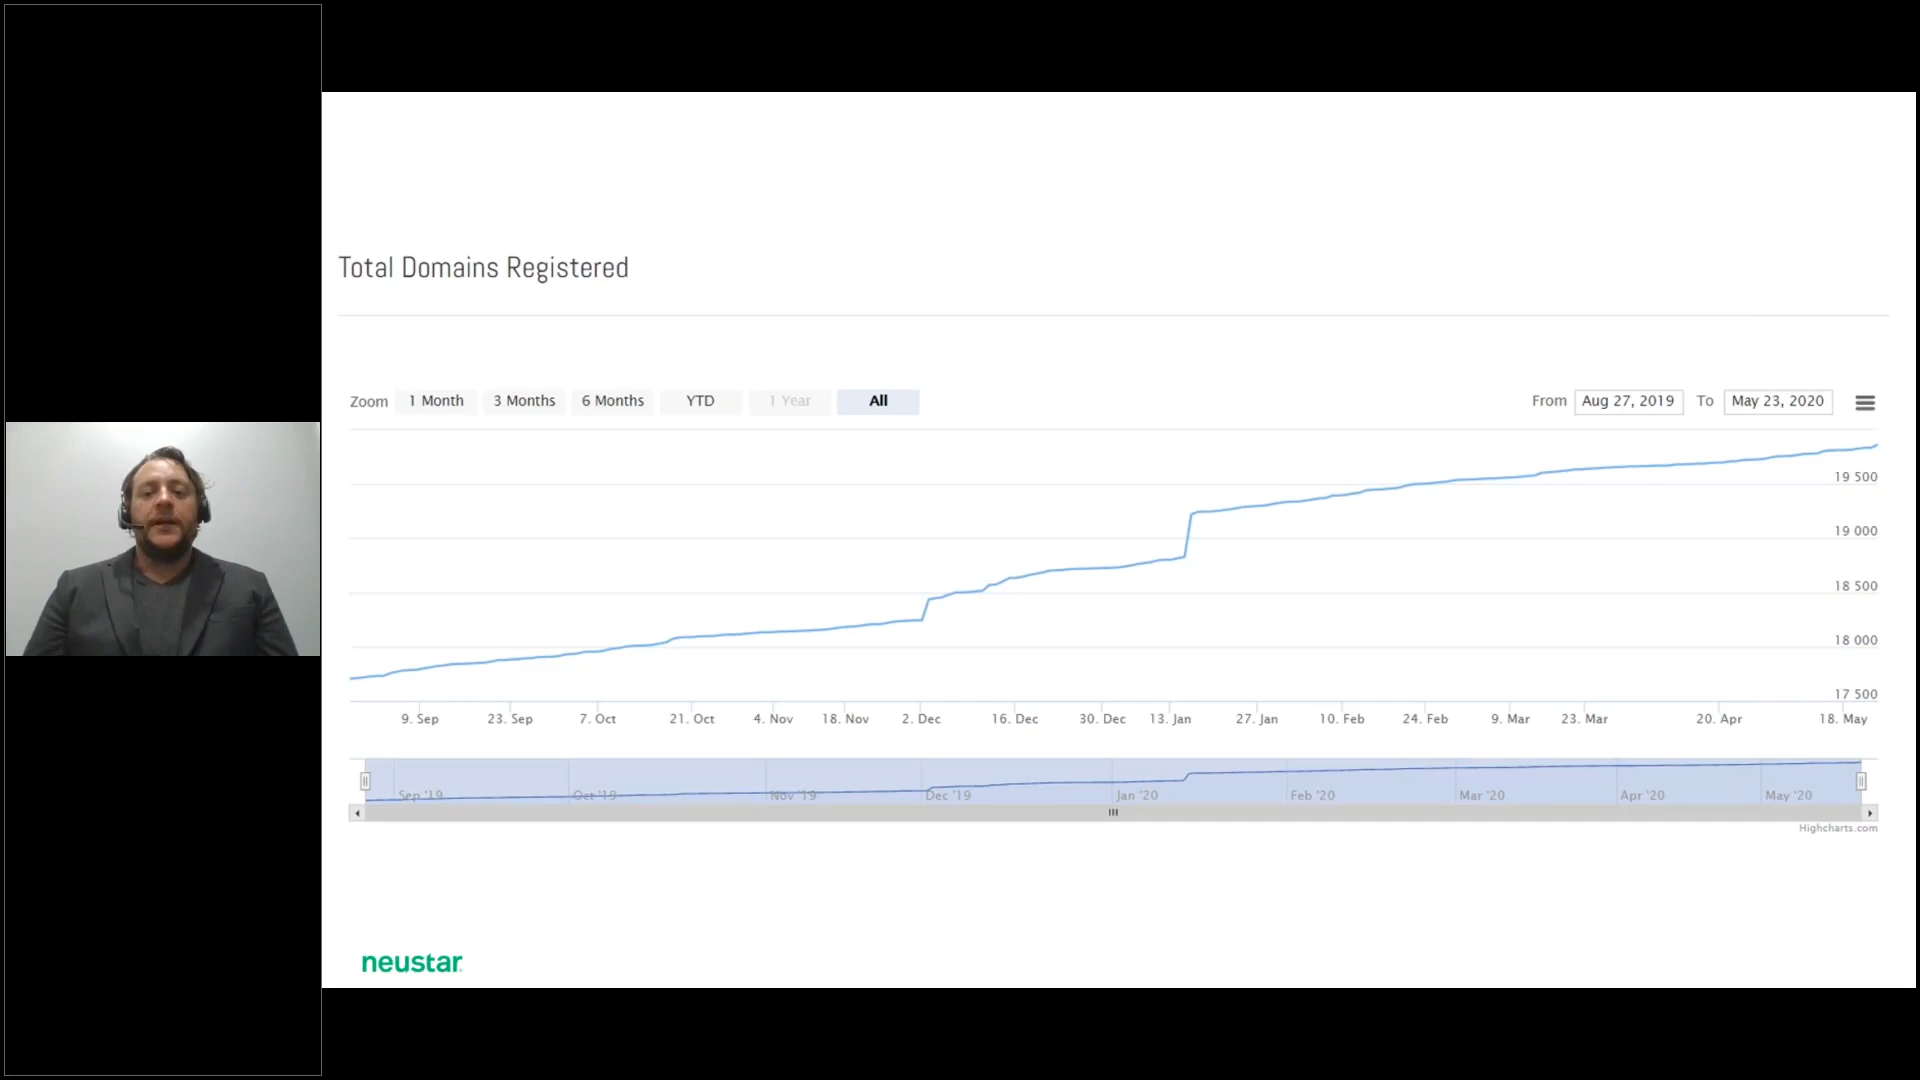 Total Domains Registered
Zoom 1 Month 3 Months 6 Months YTD 1 Year All From Aug 27, 2019 To May 23, 2020
19 500
19 000
18 500
18 000
17 500
9. Sep 23. Sep 7. Oct 21. Oct 4. Nov 18. Nov 2. Dec 16. Dec 30. Dec 13. Jan 27. Jan 10. Feb 24. Feb 9. Mar 23. Mar 20. Apr 18. May
Sep '19 Oct '19 Nov '19 Dec '19 Jan '20 Feb '20 Mar '20 Apr '20 May '20
Highcharts.com
neustar